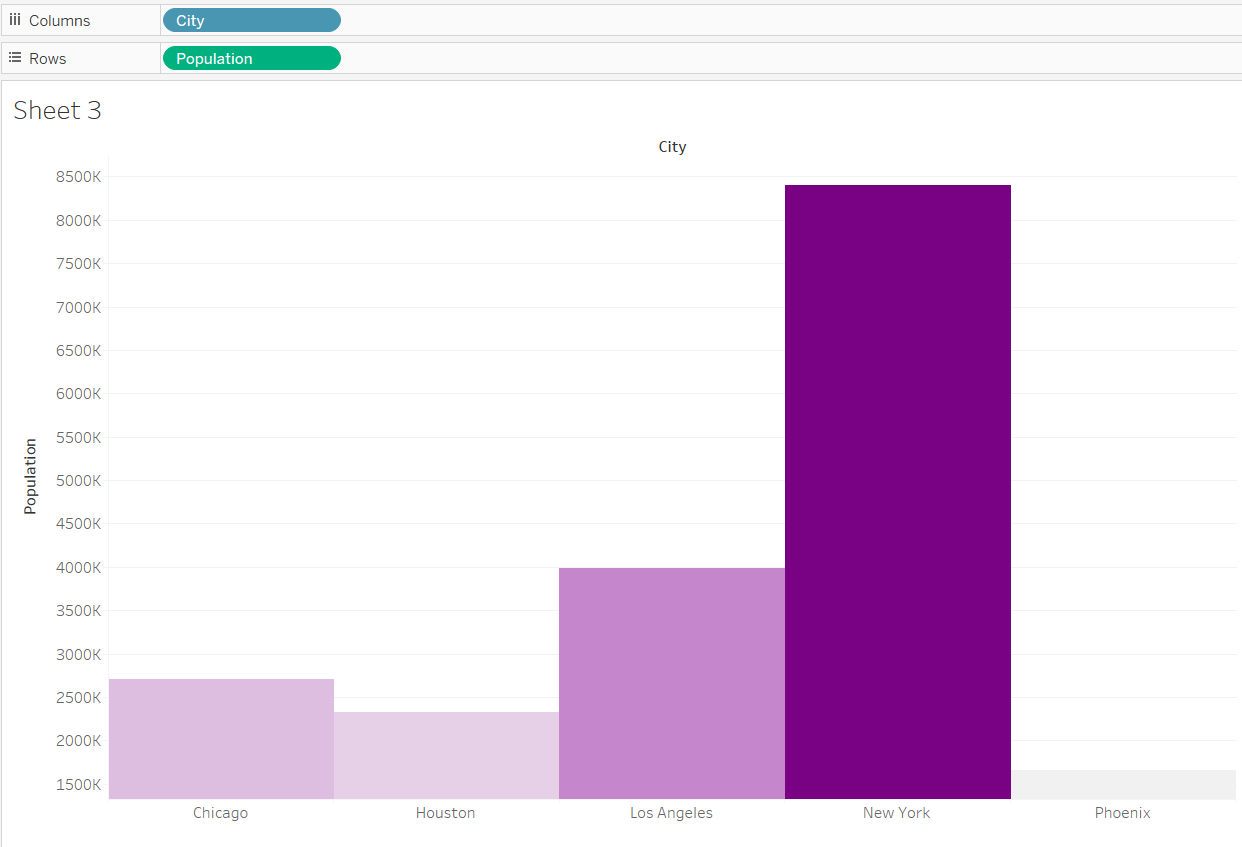 Columns
City
Rows
Population
Sheet 3
City
8500K
8000K
7500K
7000K
6500K
6000K
5500K
5000K
4500K
4000K
3500K
3000K
2500K
2000K
1500K
Population
Chicago
Houston
Los Angeles
New York
Phoenix